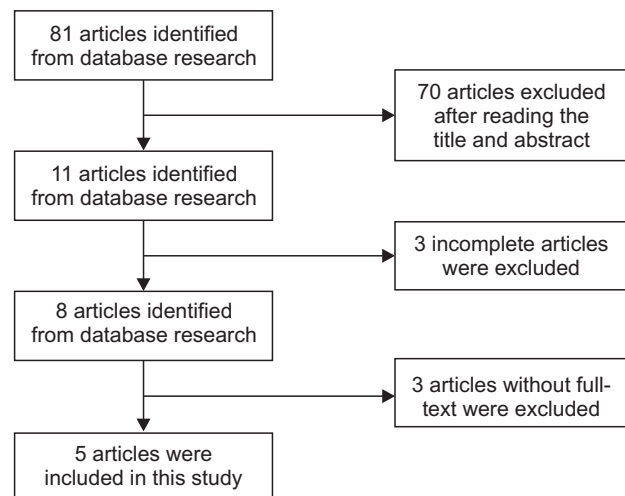 81 articles identified
from database research
70 articles excluded
after reading the
title and abstract
11 articles identified
from database research
3 incomplete articles
were excluded
8 articles identified
from database research
3 articles without full-
text were excluded
5 articles were
included in this study